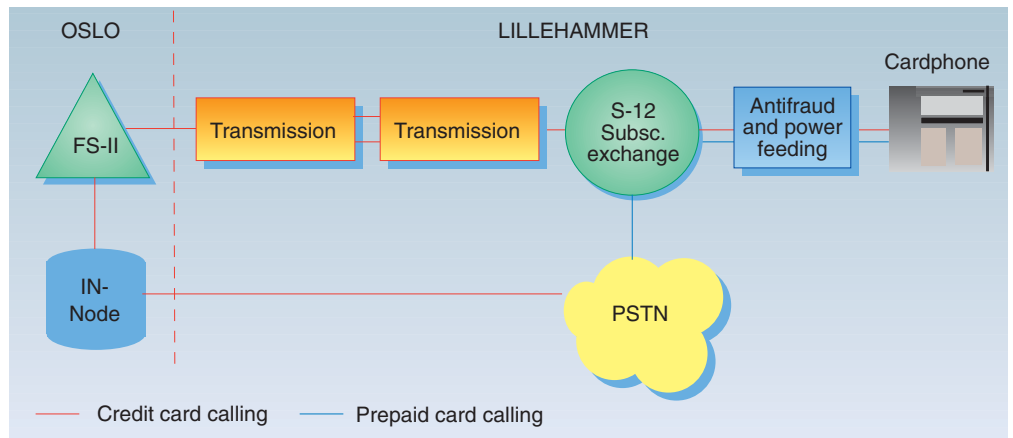 OSLO
LILLEHAMMER
Cardphone
FS-II
Transmission
Transmission
S-12
Subsc.
exchange
Antifraud
and power
feeding
IN-
Node
PSTN
Credit card calling
Prepaid card calling